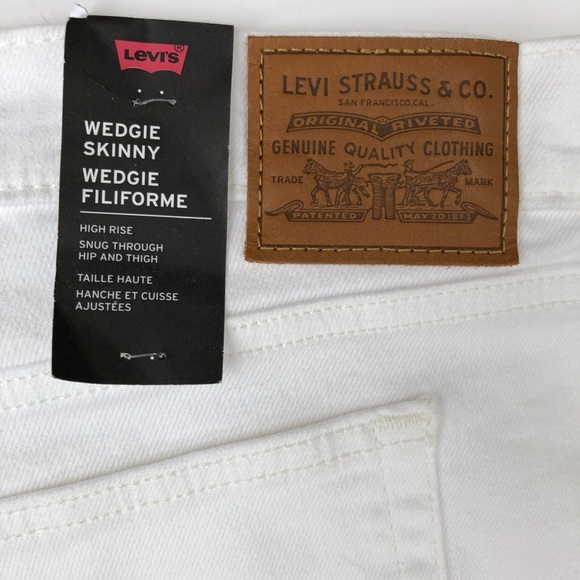 Levi's®
WEDGIE
SKINNY
WEDGIE
FILIFORME
HIGH RISE
SNUG THROUGH
HIP AND THIGH
TAILLE HAUTE
HANCHE ET CUISSE
AJUSTÉES
LEVI STRAUSS & CO.
SAN FRANCISCO, CAL.
ORIGINAL RIVETED
GENUINE QUALITY CLOTHING
TRADE MARK
PATENTED MAY 20 1873